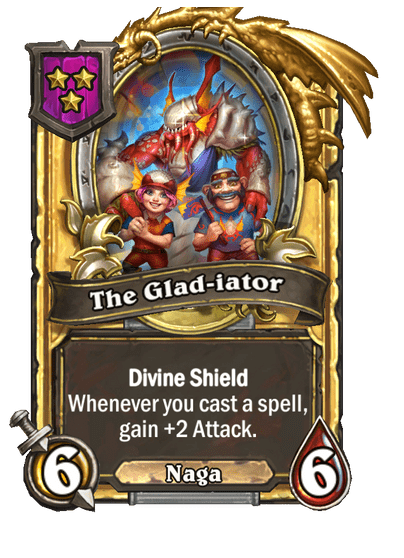 The Glad-iator
Divine Shield
Whenever you cast a spell,
gain +2 Attack.
6
Naga
6